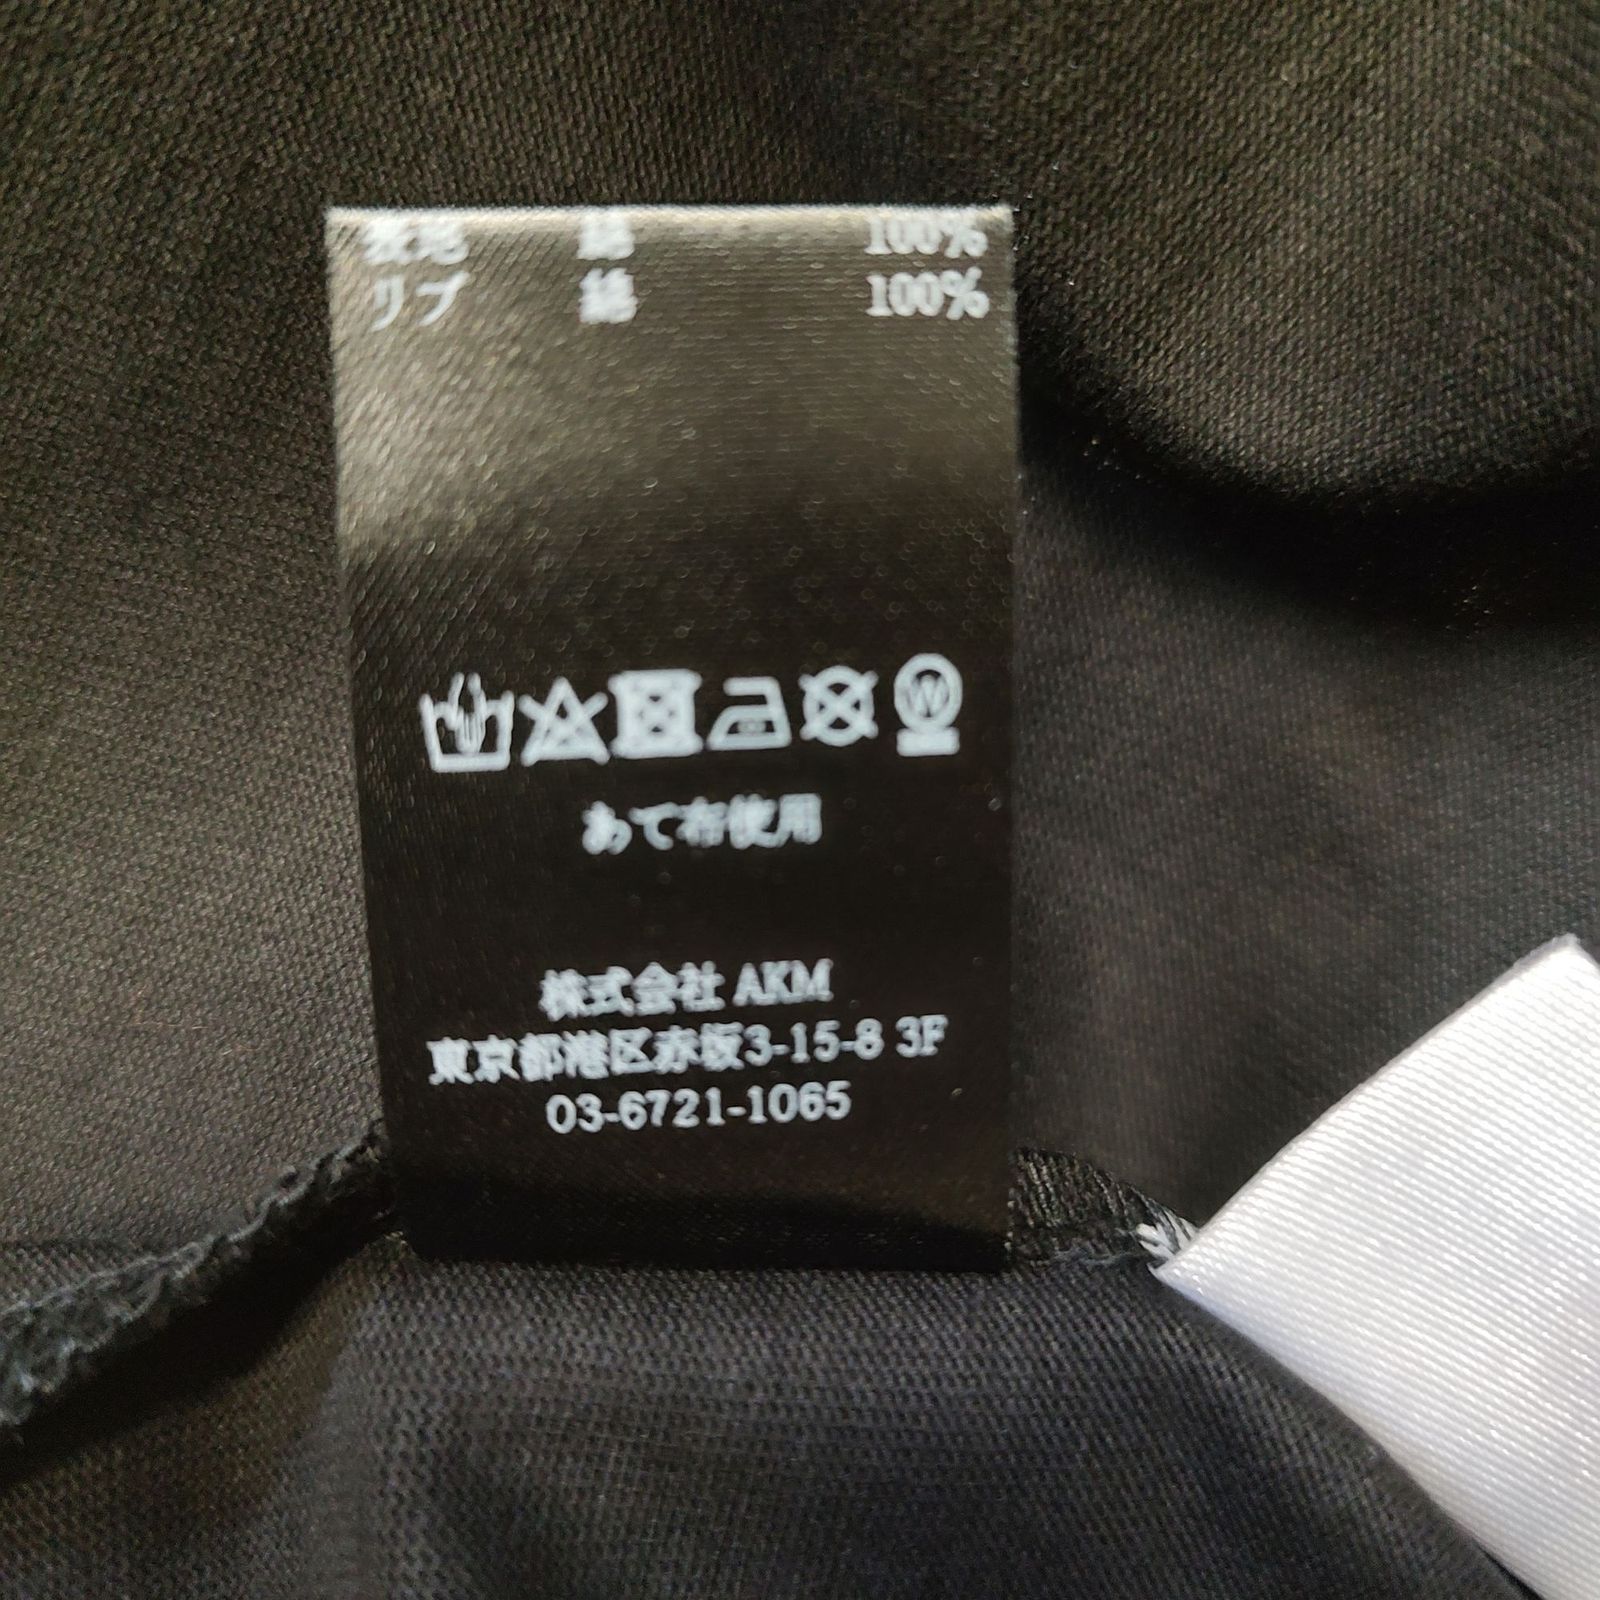 表地 綿 100%
リブ 綿 100%
W
あて布使用
株式会社 AKM
東京都港区赤坂3-15-8 3F
03-6721-1065